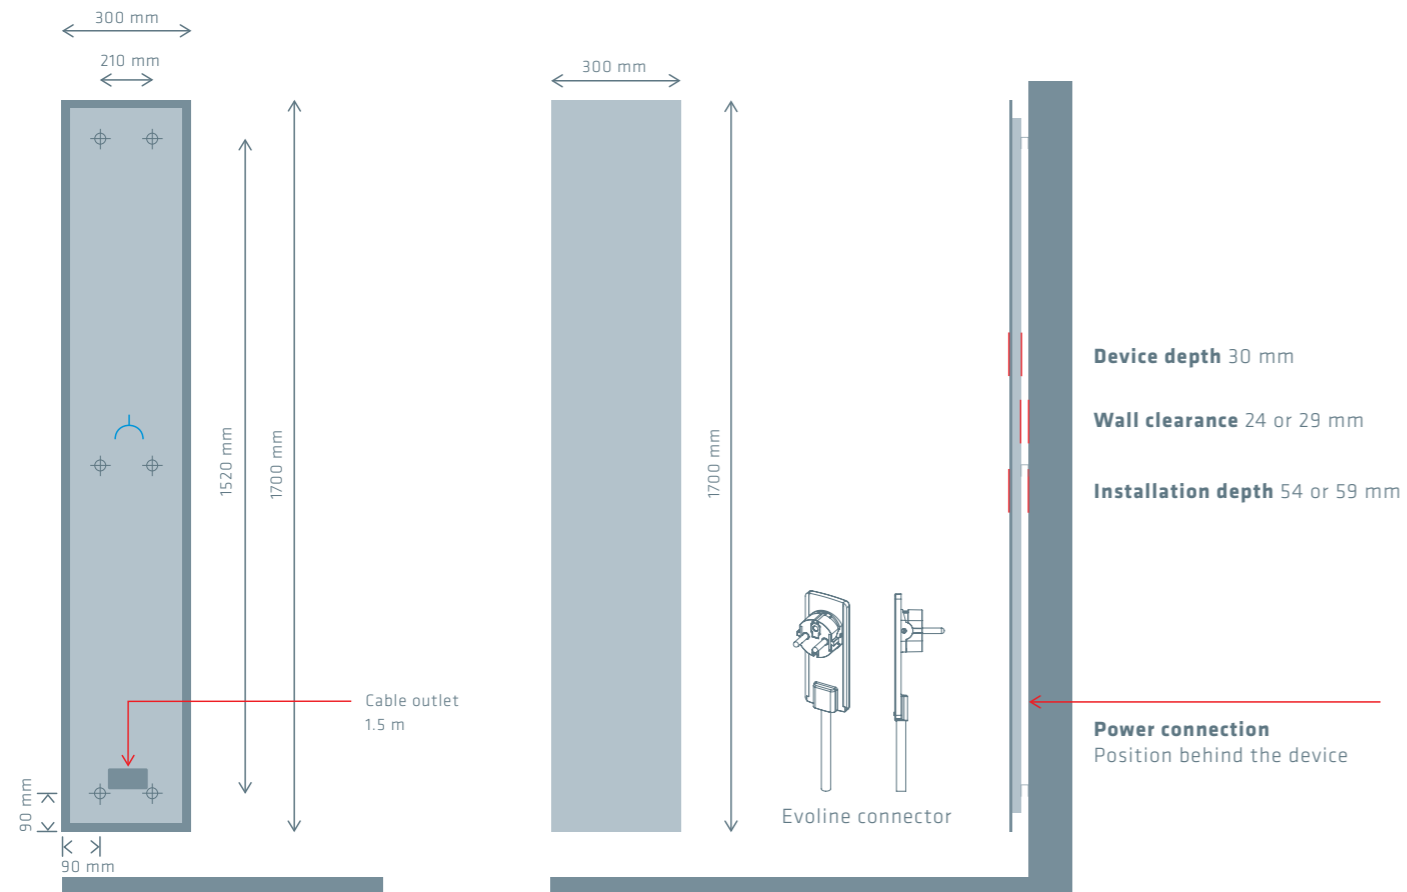 300 mm
210 mm
1520 mm
1700 mm
Cable outlet
1.5 m
90 mm
90 mm
300 mm
1700 mm
Evoline connector
Device depth 30 mm
Wall clearance 24 or 29 mm
Installation depth 54 or 59 mm
Power connection
Position behind the device